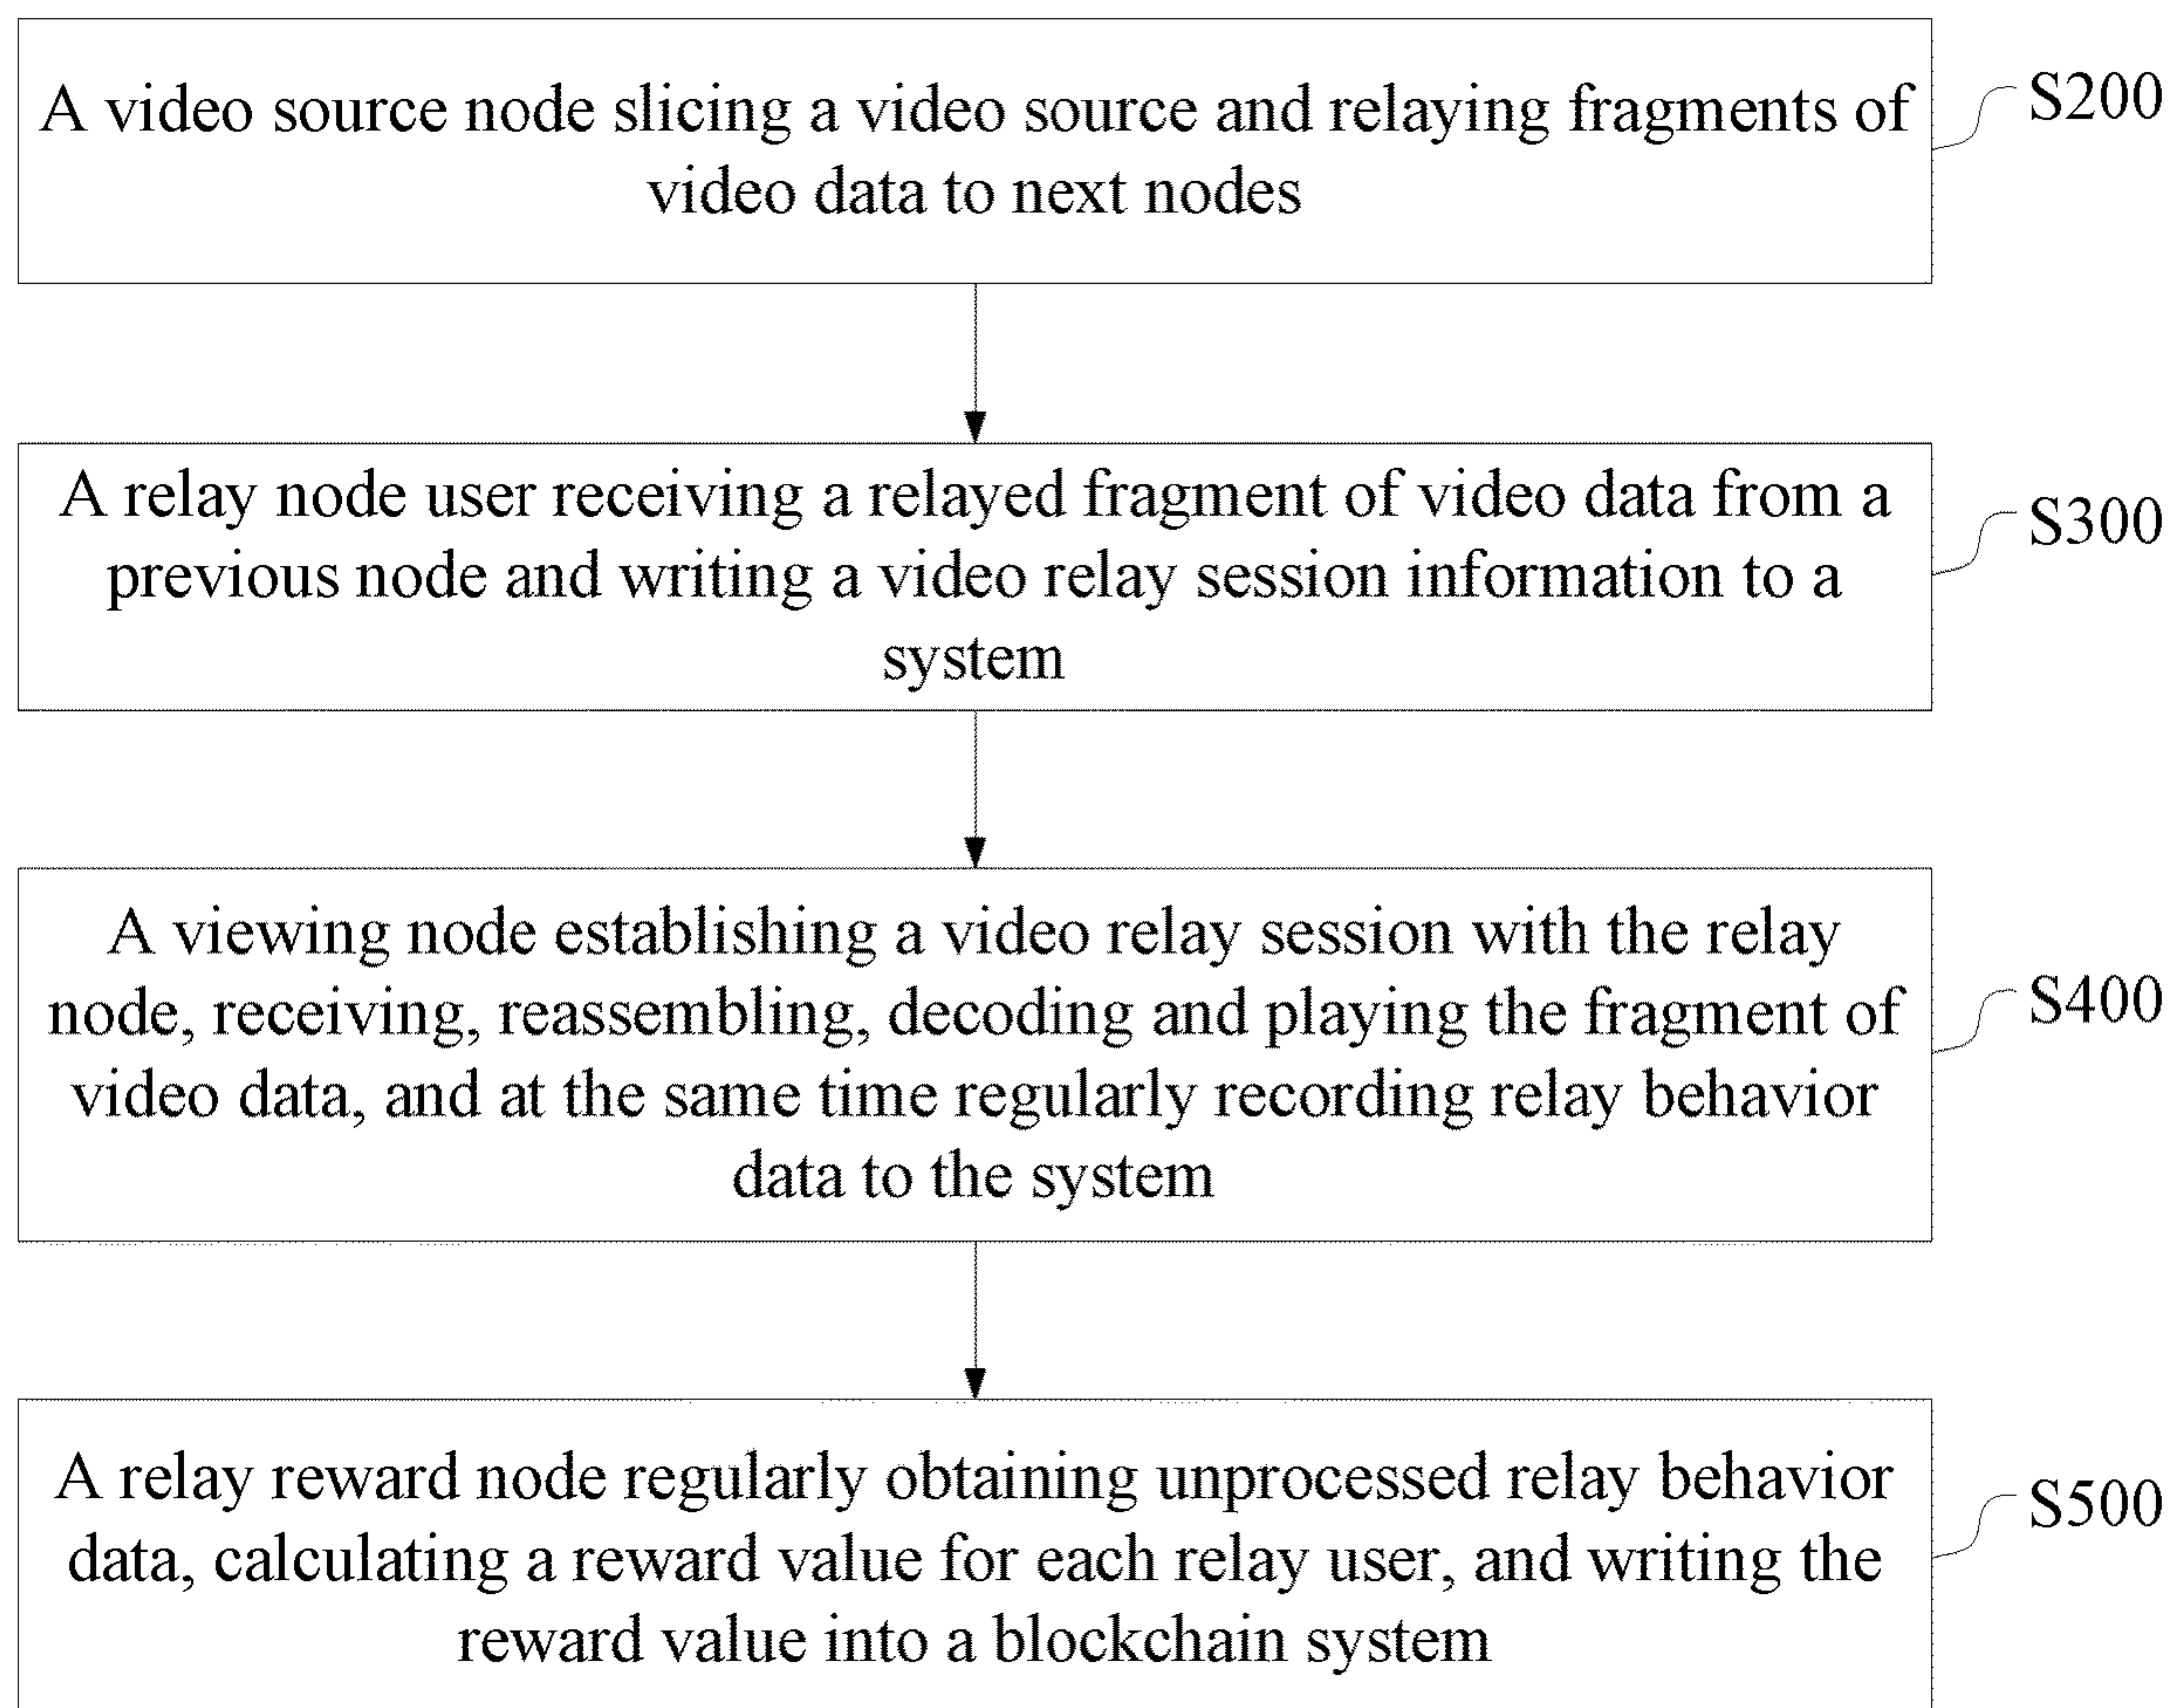 A video source node slicing a video source and relaying fragments of
video data to next nodes
S200
A relay node user receiving a relayed fragment of video data from a
previous node and writing a video relay session information to a
system
S300
A viewing node establishing a video relay session with the relay
node, receiving, reassembling, decoding and playing the fragment of
video data, and at the same time regularly recording relay behavior
data to the system
S400
A relay reward node regularly obtaining unprocessed relay behavior
data, calculating a reward value for each relay user, and writing the
reward value into a blockchain system
S500